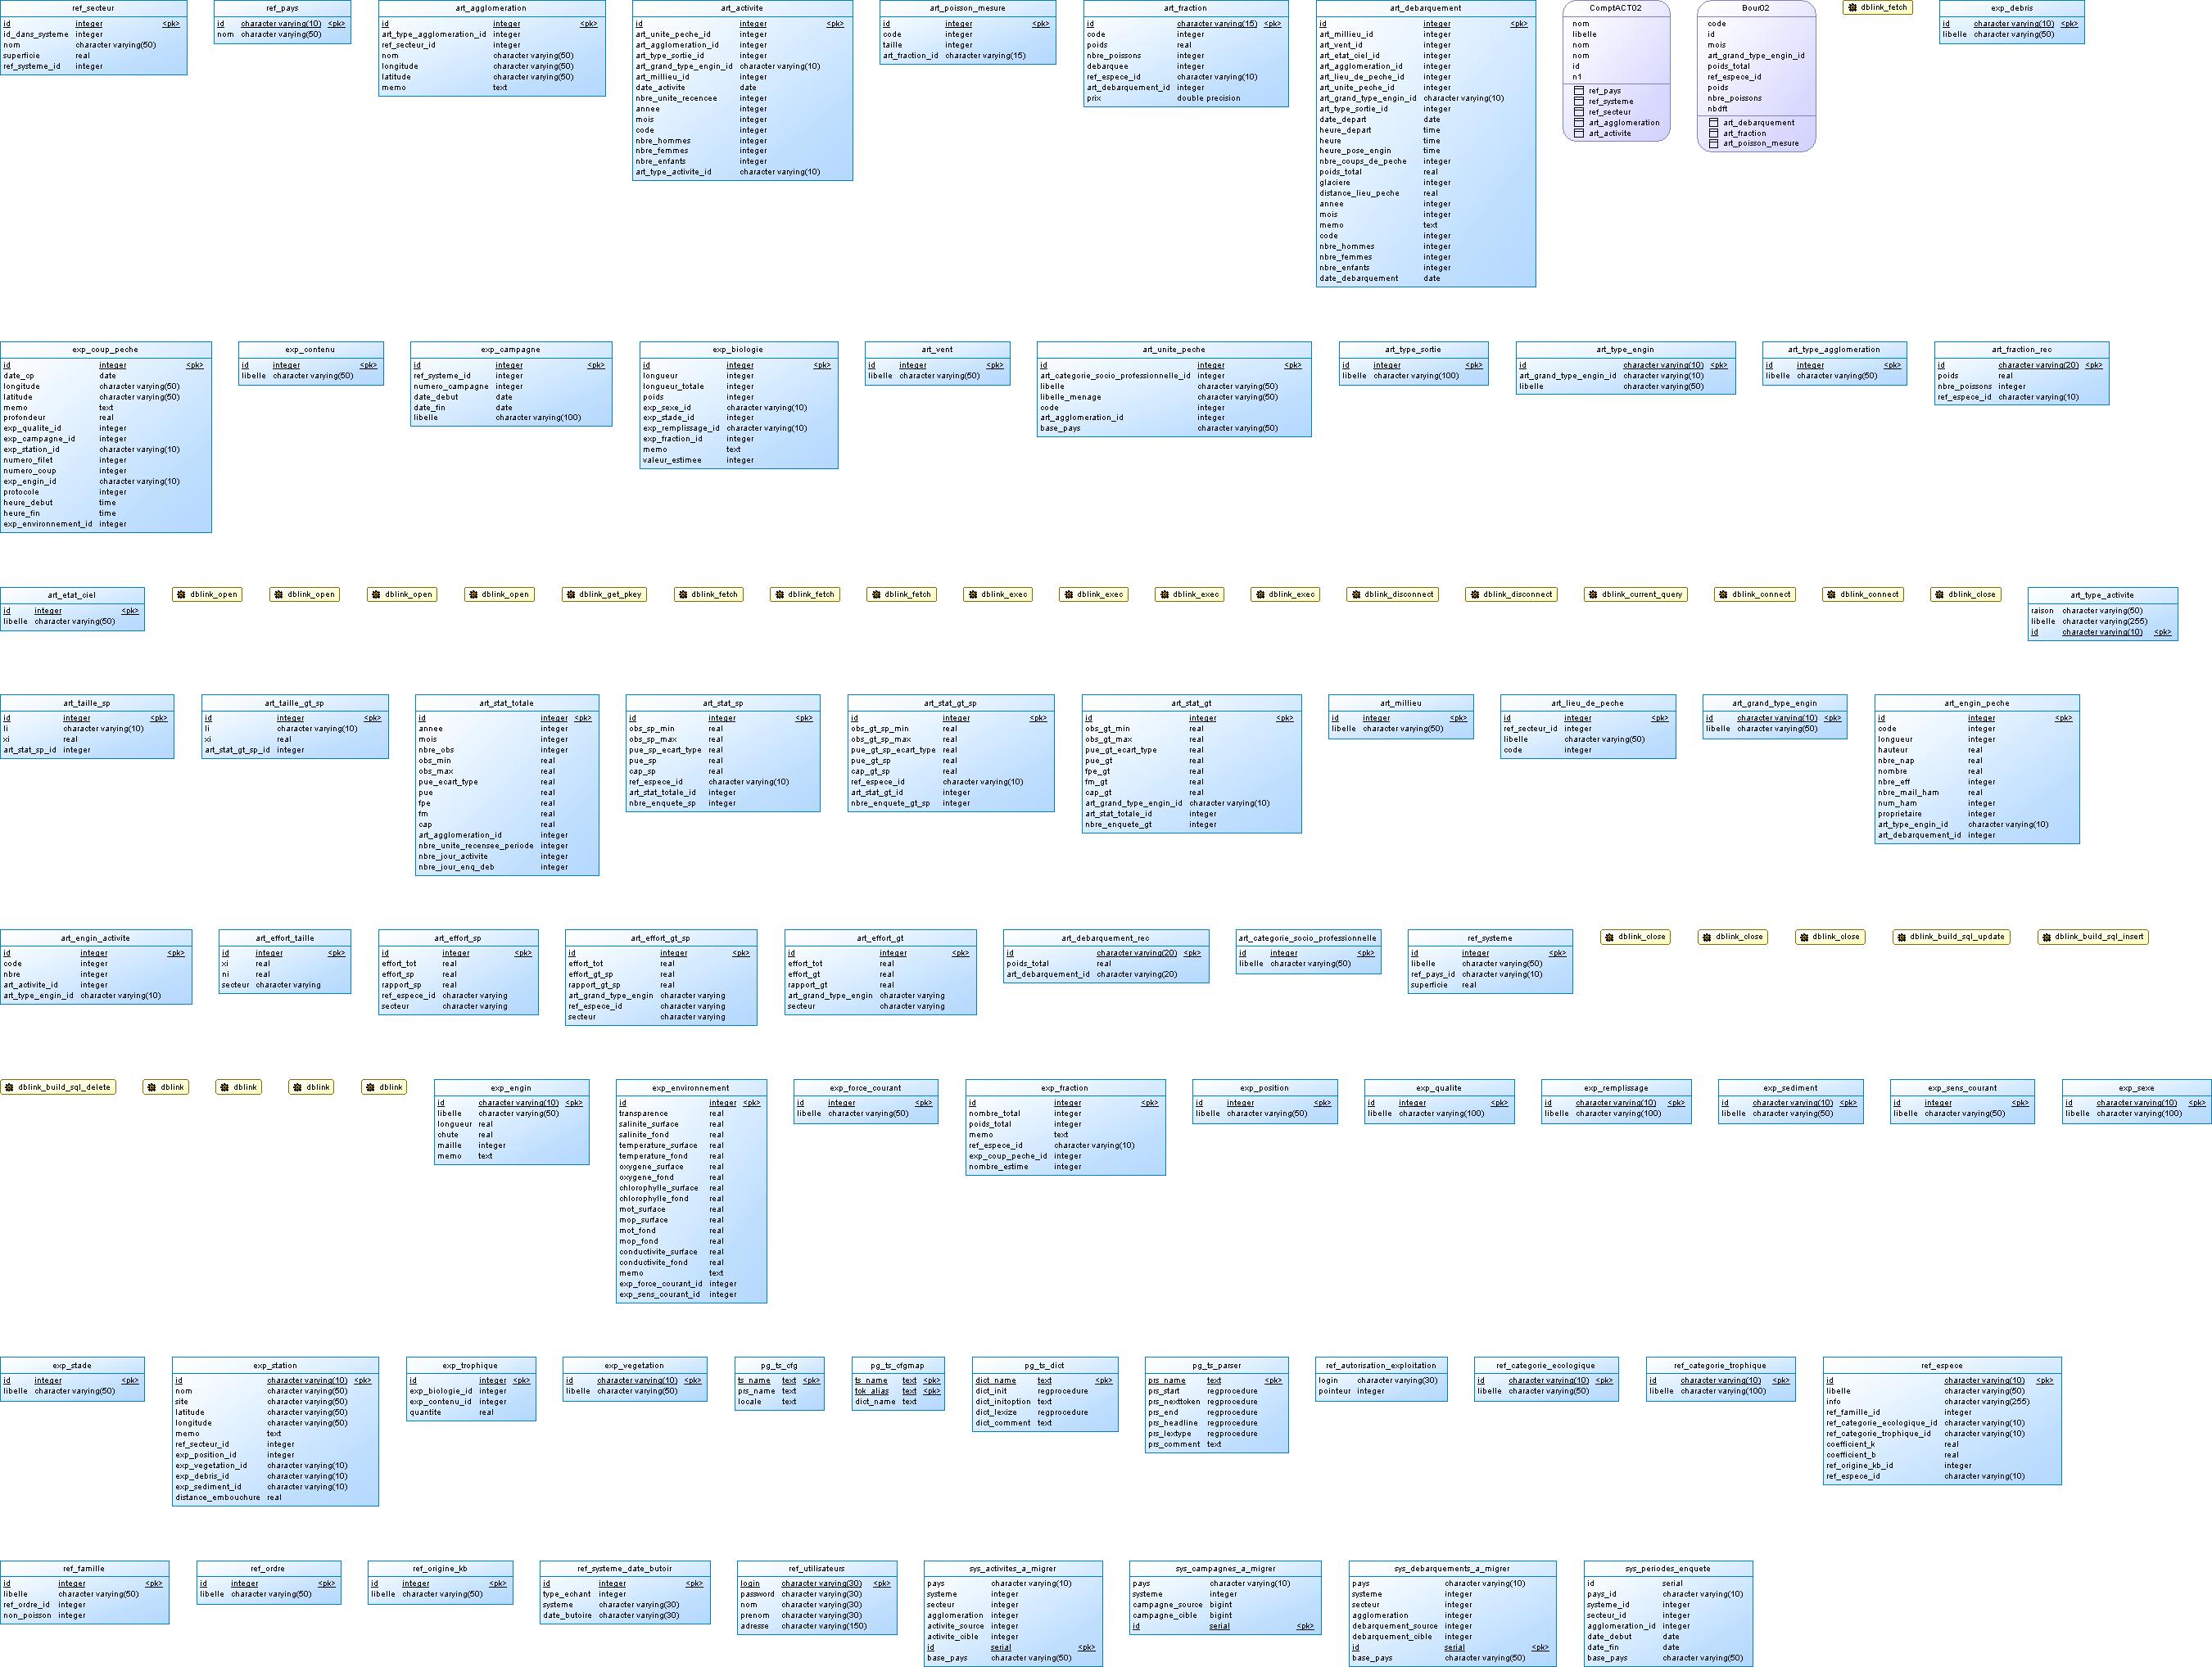 ref_secteur
id integer <pk>
id_dans_systeme integer
nom character varying(50)
superficie real
ref_systeme_id integer
ref_pays
id character varying(10) <pk>
nom character varying(50)
art_agglomeration
id integer <pk>
art_type_agglomeration_id integer
ref_secteur_id integer
nom character varying(50)
longitude character varying(50)
latitude character varying(50)
memo text
art_activite
id integer <pk>
art_unite_peche_id integer
art_agglomeration_id integer
art_type_sortie_id integer
art_grand_type_engin_id character varying(10)
art_millieu_id integer
date_activite date
nbre_unite_recencee integer
annee integer
mois integer
code integer
nbre_hommes integer
nbre_femmes integer
nbre_enfants integer
art_type_activite_id character varying(10)
art_poisson_mesure
id integer <pk>
code integer
taille integer
art_fraction_id character varying(15)
art_fraction
id character varying(15) <pk>
code integer
poids real
nbre_poissons integer
debarquee integer
ref_espece_id character varying(10)
art_debarquement_id integer
prix double precision
art_debarquement
id integer <pk>
art_millieu_id integer
art_vent_id integer
art_etat_ciel_id integer
art_agglomeration_id integer
art_lieu_de_peche_id integer
art_unite_peche_id integer
art_grand_type_engin_id character varying(10)
art_type_sortie_id integer
date_depart date
heure_depart time
heure time
heure_pose_engin time
nbre_coups_de_peche integer
poids_total real
glaciere integer
distance_lieu_peche real
annee integer
mois integer
memo text
code integer
nbre_hommes integer
nbre_femmes integer
nbre_enfants integer
date_debarquement date
ComptACT02
nom
libelle
nom
nom
id
n1
ref_pays
ref_systeme
ref_secteur
art_agglomeration
art_activite
Bour02
code
id
mois
art_grand_type_engin_id
poids_total
ref_espece_id
poids
nbre_poissons
nbdft
art_debarquement
art_fraction
art_poisson_mesure
dblink_fetch
exp_debris
id character varying(10) <pk>
libelle character varying(50)
exp_coup_peche
id integer <pk>
date_cp date
longitude character varying(50)
latitude character varying(50)
memo text
profondeur real
exp_qualite_id integer
exp_campagne_id integer
exp_station_id character varying(10)
numero_filet integer
numero_coup integer
exp_engin_id character varying(10)
protocole integer
heure_debut time
heure_fin time
exp_environnement_id integer
exp_contenu
id integer <pk>
libelle character varying(50)
exp_campagne
id integer <pk>
ref_systeme_id integer
numero_campagne integer
date_debut date
date_fin date
libelle character varying(100)
exp_biologie
id integer <pk>
longueur integer
longueur_totale integer
poids integer
exp_sexe_id character varying(10)
exp_stade_id integer
exp_remplissage_id character varying(10)
exp_fraction_id integer
memo text
valeur_estimee integer
art_vent
id integer <pk>
libelle character varying(50)
art_unite_peche
id integer <pk>
art_categorie_socio_professionnelle_id integer
libelle character varying(50)
libelle_menage character varying(50)
code integer
art_agglomeration_id integer
base_pays character varying(50)
art_type_sortie
id integer <pk>
libelle character varying(100)
art_type_engin
id character varying(10) <pk>
art_grand_type_engin_id character varying(10)
libelle character varying(50)
art_type_agglomeration
id integer <pk>
libelle character varying(50)
art_fraction_rec
id character varying(20) <pk>
poids real
nbre_poissons integer
ref_espece_id character varying(10)
art_etat_ciel
id integer <pk>
libelle character varying(50)
dblink_open
dblink_open
dblink_open
dblink_open
dblink_get_pkey
dblink_fetch
dblink_fetch
dblink_fetch
dblink_exec
dblink_exec
dblink_exec
dblink_exec
dblink_disconnect
dblink_disconnect
dblink_current_query
dblink_connect
dblink_connect
dblink_close
art_type_activite
raison character varying(50)
libelle character varying(255)
id character varying(10) <pk>
art_taille_sp
id integer <pk>
li character varying(10)
xi real
art_stat_sp_id integer
art_taille_gt_sp
id integer <pk>
li character varying(10)
xi real
art_stat_gt_sp_id integer
art_stat_totale
id integer <pk>
annee integer
mois integer
nbre_obs integer
obs_min real
obs_max real
pue_ecart_type real
pue real
fpe real
fm real
cap real
art_agglomeration_id integer
nbre_unite_recensee_periode integer
nbre_jour_activite integer
nbre_jour_enq_deb integer
art_stat_sp
id integer <pk>
obs_sp_min real
obs_sp_max real
pue_sp_ecart_type real
pue_sp real
cap_sp real
ref_espece_id character varying(10)
art_stat_totale_id integer
nbre_enquete_sp integer
art_stat_gt_sp
id integer <pk>
obs_gt_sp_min real
obs_gt_sp_max real
pue_gt_sp_ecart_type real
pue_gt_sp real
cap_gt_sp real
ref_espece_id character varying(10)
art_stat_gt_id integer
nbre_enquete_gt_sp integer
art_stat_gt
id integer <pk>
obs_gt_min real
obs_gt_max real
pue_gt_ecart_type real
pue_gt real
fpe_gt real
fm_gt real
cap_gt real
art_grand_type_engin_id character varying(10)
art_stat_totale_id integer
nbre_enquete_gt integer
art_millieu
id integer <pk>
libelle character varying(50)
art_lieu_de_peche
id integer <pk>
ref_secteur_id integer
libelle character varying(50)
code integer
art_grand_type_engin
id character varying(10) <pk>
libelle character varying(50)
art_engin_peche
id integer <pk>
code integer
longueur integer
hauteur real
nbre_nap real
nombre real
nbre_eff integer
nbre_mail_ham real
num_ham integer
proprietaire integer
art_type_engin_id character varying(10)
art_debarquement_id integer
art_engin_activite
id integer <pk>
code integer
nbre integer
art_activite_id integer
art_type_engin_id character varying(10)
art_effort_taille
id integer <pk>
xi real
ni real
secteur character varying
art_effort_sp
id integer <pk>
effort_tot real
effort_sp real
rapport_sp real
ref_espece_id character varying
secteur character varying
art_effort_gt_sp
id integer <pk>
effort_tot real
effort_gt_sp real
rapport_gt_sp real
art_grand_type_engin character varying
ref_espece_id character varying
secteur character varying
art_effort_gt
id integer <pk>
effort_tot real
effort_gt real
rapport_gt real
art_grand_type_engin character varying
secteur character varying
art_debarquement_rec
id character varying(20) <pk>
poids_total real
art_debarquement_id character varying(20)
art_categorie_socio_professionnelle
id integer <pk>
libelle character varying(50)
ref_systeme
id integer <pk>
libelle character varying(50)
ref_pays_id character varying(10)
superficie real
dblink_close
dblink_close
dblink_close
dblink_build_sql_update
dblink_build_sql_insert
dblink_build_sql_delete
dblink
dblink
dblink
dblink
exp_engin
id character varying(10) <pk>
libelle character varying(50)
longueur real
chute real
maille integer
memo text
exp_environnement
id integer <pk>
transparence real
salinite_surface real
salinite_fond real
temperature_surface real
temperature_fond real
oxygene_surface real
oxygene_fond real
chlorophylle_surface real
chlorophylle_fond real
mot_surface real
mop_surface real
mot_fond real
mop_fond real
conductivite_surface real
conductivite_fond real
memo text
exp_force_courant_id integer
exp_sens_courant_id integer
exp_force_courant
id integer <pk>
libelle character varying(50)
exp_fraction
id integer <pk>
nombre_total integer
poids_total integer
memo text
ref_espece_id character varying(10)
exp_coup_peche_id integer
nombre_estime integer
exp_position
id integer <pk>
libelle character varying(50)
exp_qualite
id integer <pk>
libelle character varying(100)
exp_remplissage
id character varying(10) <pk>
libelle character varying(100)
exp_sediment
id character varying(10) <pk>
libelle character varying(50)
exp_sens_courant
id integer <pk>
libelle character varying(50)
exp_sexe
id character varying(10) <pk>
libelle character varying(100)
exp_stade
id integer <pk>
libelle character varying(50)
exp_station
id character varying(10) <pk>
nom character varying(50)
site character varying(50)
latitude character varying(50)
longitude character varying(50)
memo text
ref_secteur_id integer
exp_position_id integer
exp_vegetation_id character varying(10)
exp_debris_id character varying(10)
exp_sediment_id character varying(10)
distance_embouchure real
exp_trophique
id integer <pk>
exp_biologie_id integer
exp_contenu_id integer
quantite real
exp_vegetation
id character varying(10) <pk>
libelle character varying(50)
pg_ts_cfg
ts_name text <pk>
prs_name text
locale text
pg_ts_cfgmap
ts_name text <pk>
tok_alias text <pk>
dict_name text
pg_ts_dict
dict_name text <pk>
dict_init regprocedure
dict_initoption text
dict_lexize regprocedure
dict_comment text
pg_ts_parser
prs_name text <pk>
prs_start regprocedure
prs_nexttoken regprocedure
prs_end regprocedure
prs_headline regprocedure
prs_lextype regprocedure
prs_comment text
ref_autorisation_exploitation
login character varying(30)
pointeur integer
ref_categorie_ecologique
id character varying(10) <pk>
libelle character varying(50)
ref_categorie_trophique
id character varying(10) <pk>
libelle character varying(100)
ref_espece
id character varying(10) <pk>
libelle character varying(50)
info character varying(255)
ref_famille_id integer
ref_categorie_ecologique_id character varying(10)
ref_categorie_trophique_id character varying(10)
coefficient_k real
coefficient_b real
ref_origine_kb_id integer
ref_espece_id character varying(10)
ref_famille
id integer <pk>
libelle character varying(50)
ref_ordre_id integer
non_poisson integer
ref_ordre
id integer <pk>
libelle character varying(50)
ref_origine_kb
id integer <pk>
libelle character varying(50)
ref_systeme_date_butoir
id integer <pk>
type_echant integer
systeme character varying(30)
date_butoire character varying(30)
ref_utilisateurs
login character varying(30) <pk>
password character varying(30)
nom character varying(30)
prenom character varying(30)
adresse character varying(150)
sys_activites_a_migrer
pays character varying(10)
systeme integer
secteur integer
agglomeration integer
activite_source integer
activite_cible integer
id serial <pk>
base_pays character varying(50)
sys_campagnes_a_migrer
pays character varying(10)
systeme integer
campagne_source bigint
campagne_cible bigint
id serial <pk>
sys_debarquements_a_migrer
pays character varying(10)
systeme integer
secteur integer
agglomeration integer
debarquement_source integer
debarquement_cible integer
id serial <pk>
base_pays character varying(50)
sys_periodes_enquete
id serial
pays_id character varying(10)
systeme_id integer
secteur_id integer
agglomeration_id integer
date_debut date
date_fin date
base_pays character varying(50)